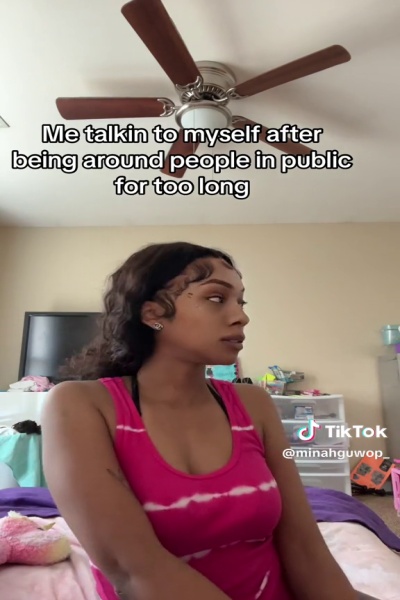 Me talkin to myself after
being around people in public
for too long
TikTok
@minahguwop_